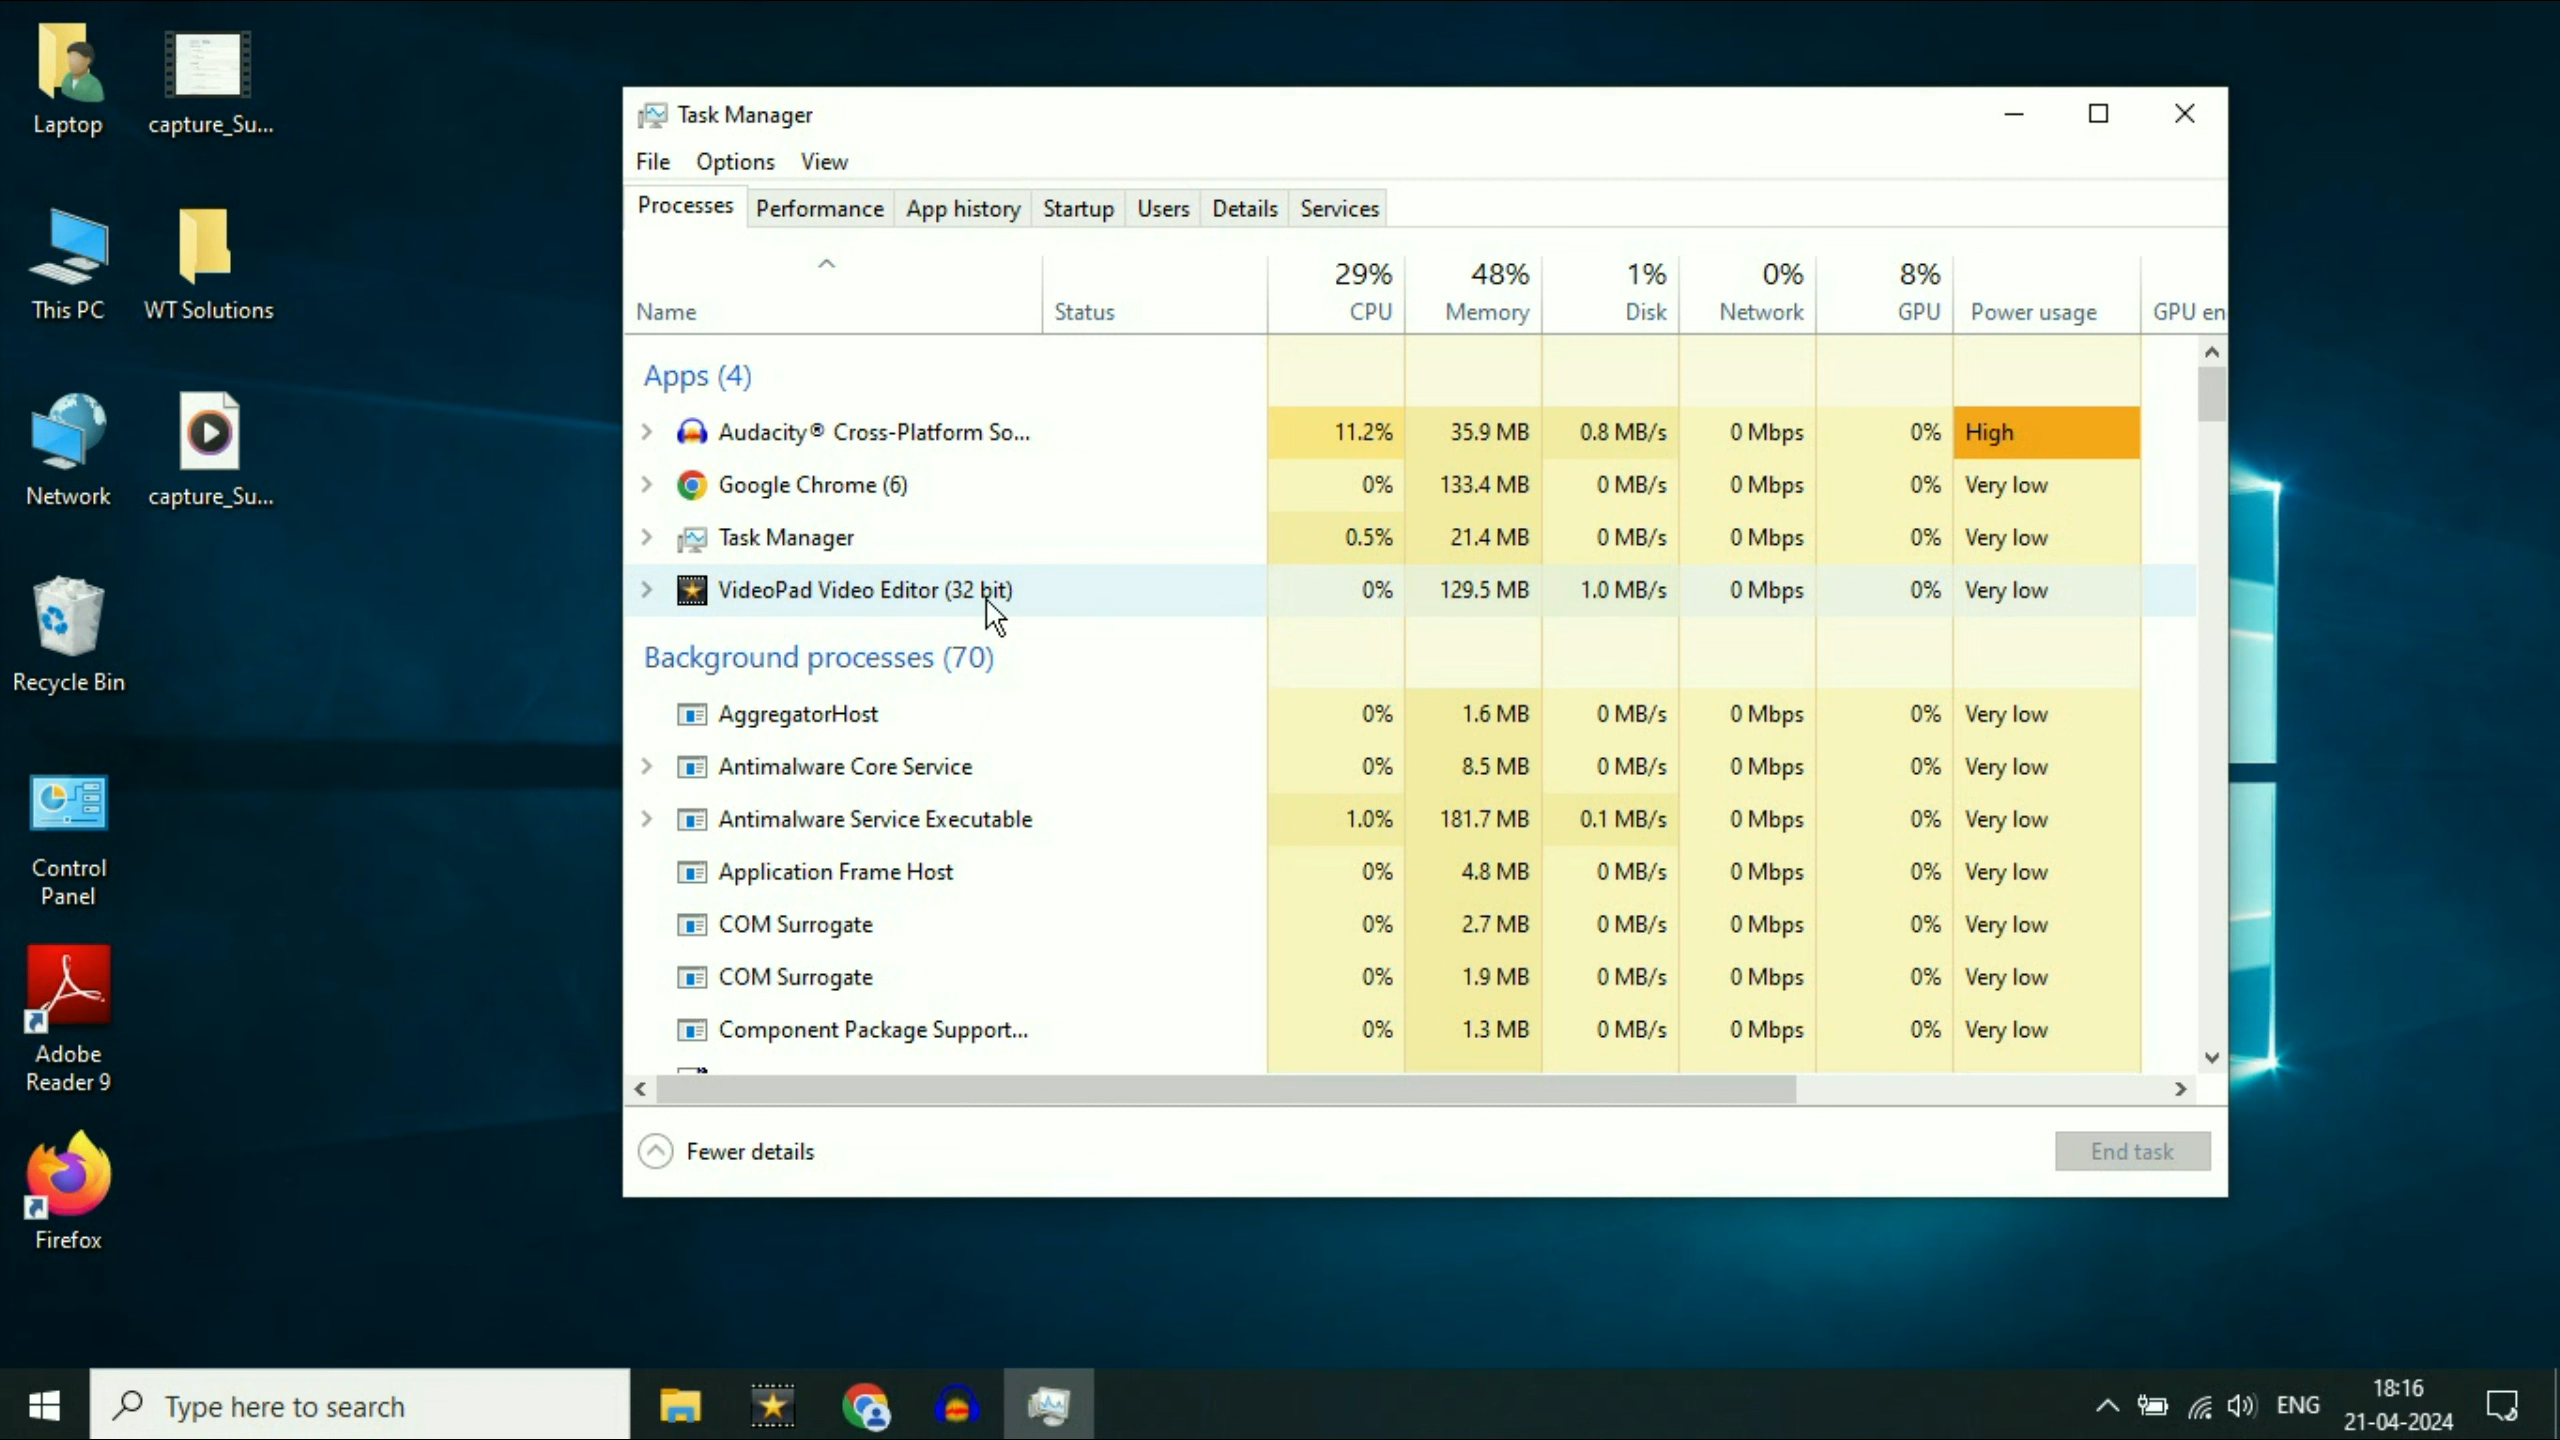 Laptop
capture_Su...
This PC
WT Solutions
Network
capture_Su...
Recycle Bin
Control
Panel
Adobe
Reader 9
Firefox
Task Manager
File Options View
Processes Performance App history Startup Users Details Services
29% 48% 1% 0% 8%
Name Status CPU Memory Disk Network GPU Power usage GPU en
Apps (4)
Audacity® Cross-Platform So... 11.2% 35.9 MB 0.8 MB/s 0 Mbps 0% High
Google Chrome (6) 0% 133.4 MB 0 MB/s 0 Mbps 0% Very low
Task Manager 0.5% 21.4 MB 0 MB/s 0 Mbps 0% Very low
VideoPad Video Editor (32 bit) 0% 129.5 MB 1.0 MB/s 0 Mbps 0% Very low
Background processes (70)
AggregatorHost 0% 1.6 MB 0 MB/s 0 Mbps 0% Very low
Antimalware Core Service 0% 8.5 MB 0 MB/s 0 Mbps 0% Very low
Antimalware Service Executable 1.0% 181.7 MB 0.1 MB/s 0 Mbps 0% Very low
Application Frame Host 0% 4.8 MB 0 MB/s 0 Mbps 0% Very low
COM Surrogate 0% 2.7 MB 0 MB/s 0 Mbps 0% Very low
COM Surrogate 0% 1.9 MB 0 MB/s 0 Mbps 0% Very low
Component Package Support... 0% 1.3 MB 0 MB/s 0 Mbps 0% Very low
Fewer details End task
Type here to search
ENG
18:16
21-04-2024